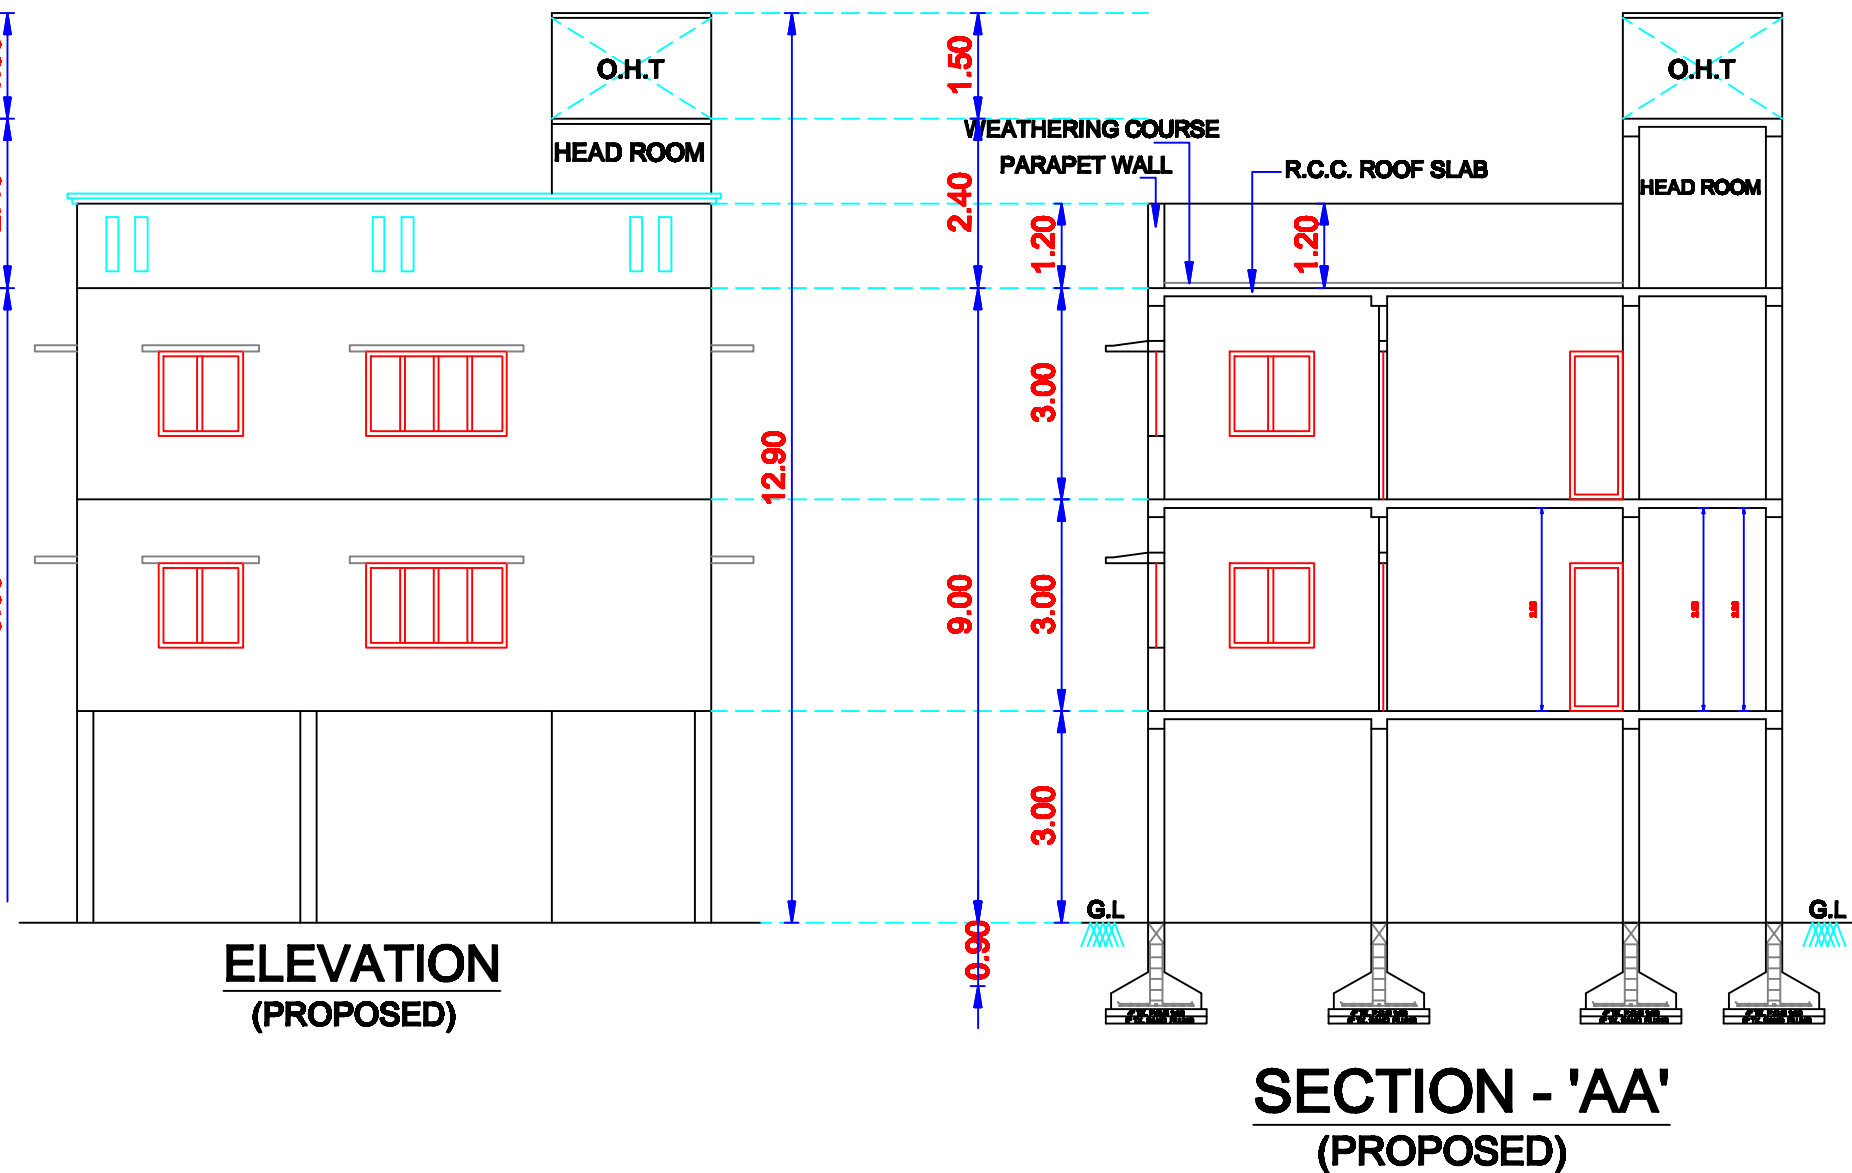 O.H.T
HEAD ROOM
12.90
1.50
2.40
9.00
0.90
1.20
3.00
3.00
3.00
WEATHERING COURSE
PARAPET WALL
R.C.C. ROOF SLAB
1.20
O.H.T
HEAD ROOM
G.L
G.L
ELEVATION
(PROPOSED)
SECTION - 'AA'
(PROPOSED)